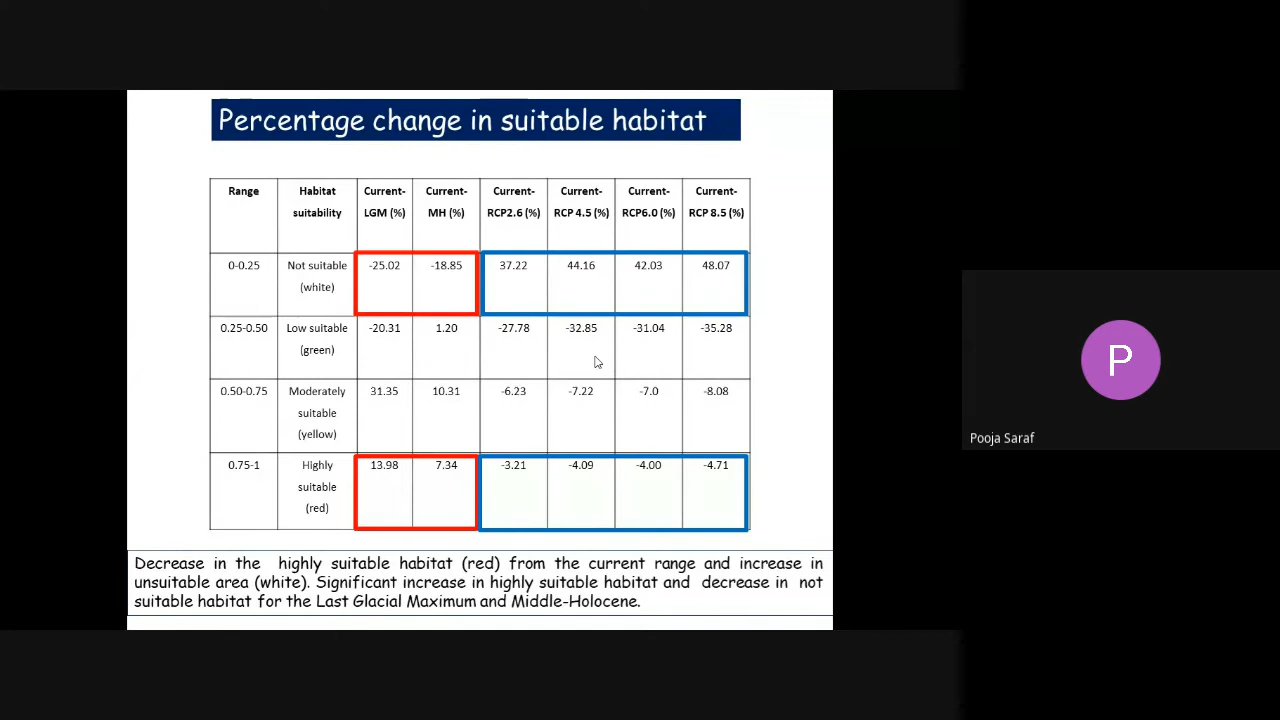 Percentage change in suitable habitat
Range Habitat suitability Current-LGM (%) Current-MH (%) Current-RCP2.6 (%) Current-RCP 4.5 (%) Current-RCP6.0 (%) Current-RCP 8.5 (%)
0-0.25 Not suitable (white) -25.02 -18.85 37.22 44.16 42.03 48.07
0.25-0.50 Low suitable (green) -20.31 1.20 -27.78 -32.85 -31.04 -35.28
0.50-0.75 Moderately suitable (yellow) 31.35 10.31 -6.23 -7.22 -7.0 -8.08
0.75-1 Highly suitable (red) 13.98 7.34 -3.21 -4.09 -4.00 -4.71
Decrease in the highly suitable habitat (red) from the current range and increase in
unsuitable area (white). Significant increase in highly suitable habitat and decrease in not
suitable habitat for the Last Glacial Maximum and Middle-Holocene.
P
Pooja Saraf